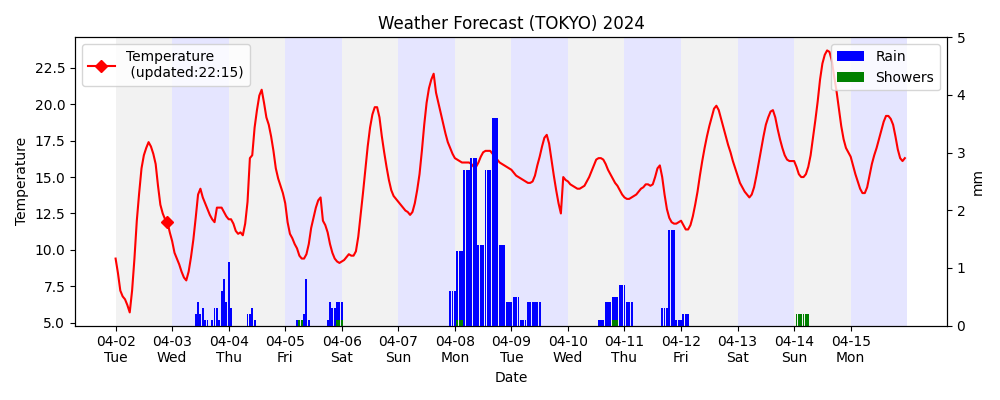 Weather Forecast (TOKYO) 2024
Temperature
(updated:22:15)
Rain
Showers
Temperature
22.5
20.0
17.5
15.0
12.5
10.0
7.5
5.0
5
4
3
2
1
0
mm
04-02 04-03 04-04 04-05 04-06 04-07 04-08 04-09 04-10 04-11 04-12 04-13 04-14 04-15
Tue Wed Thu Fri Sat Sun Mon Tue Wed Thu Fri Sat Sun Mon
Date